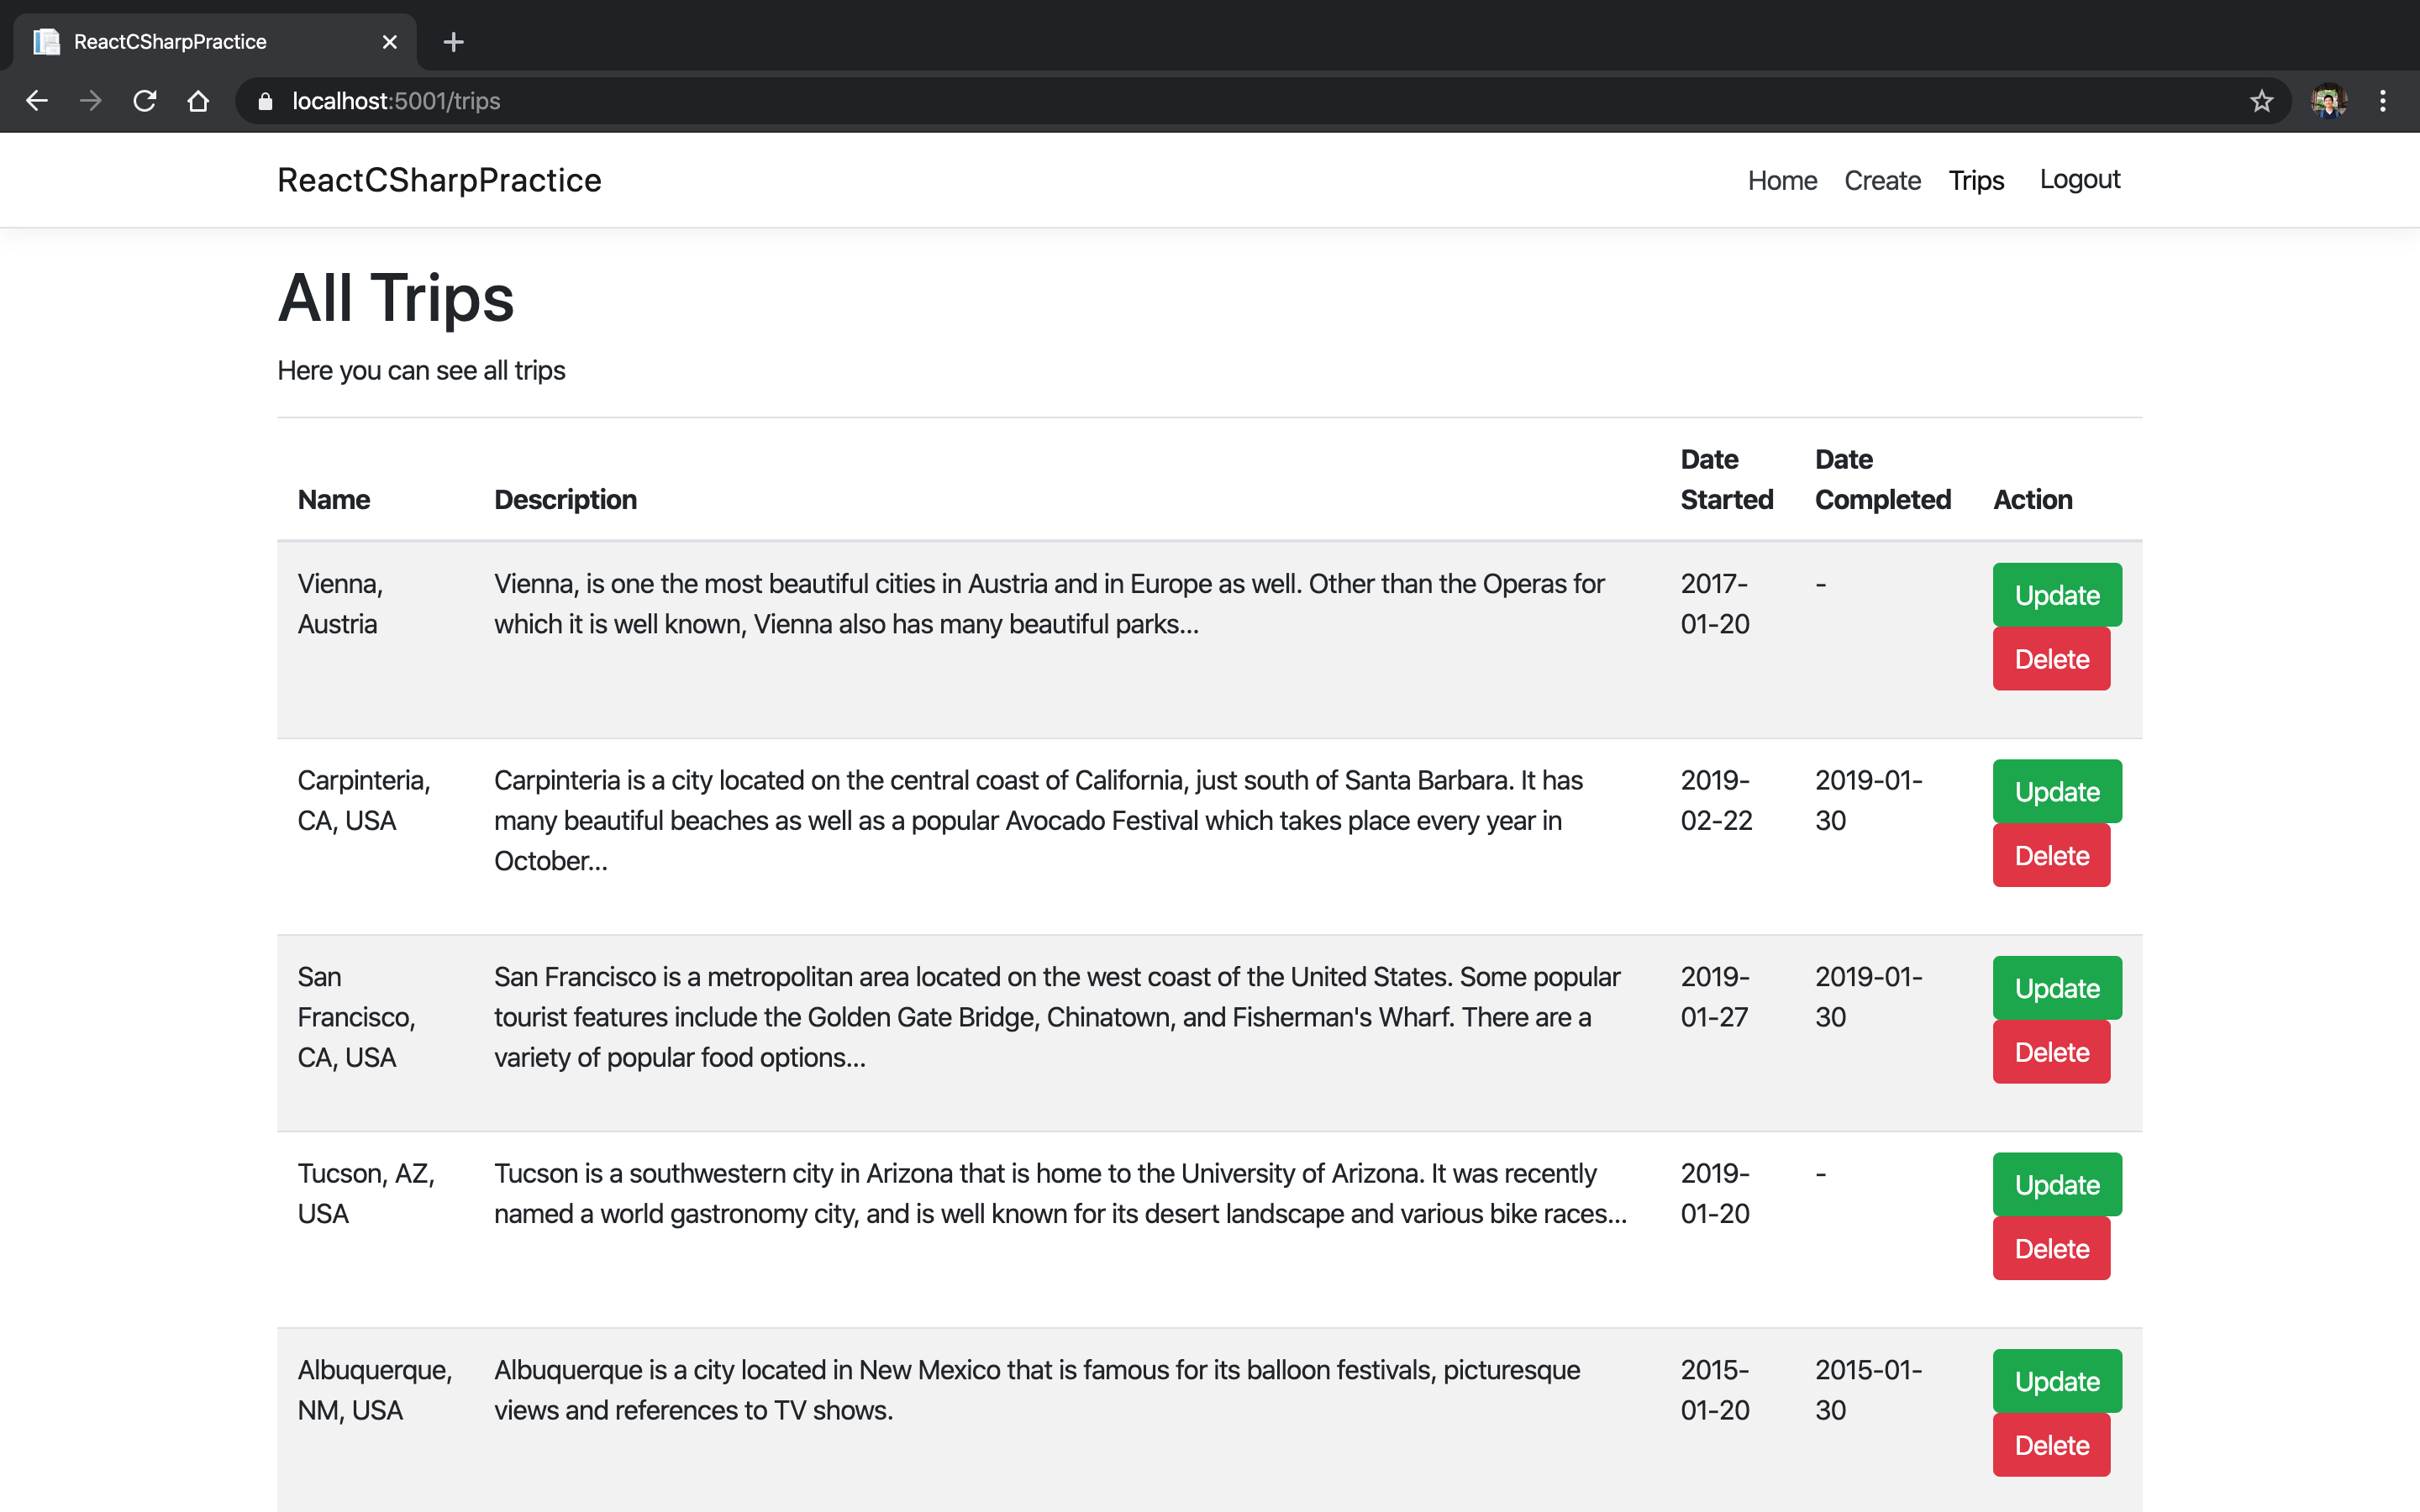 ReactCSharpPractice
localhost:5001/trips
ReactCSharpPractice
Home Create Trips Logout
All Trips
Here you can see all trips
Name Description Date Started Date Completed Action
Vienna, Austria
Vienna, is one the most beautiful cities in Austria and in Europe as well. Other than the Operas for
which it is well known, Vienna also has many beautiful parks...
2017-
01-20
-
Update
Delete
Carpinteria,
CA, USA
Carpinteria is a city located on the central coast of California, just south of Santa Barbara. It has
many beautiful beaches as well as a popular Avocado Festival which takes place every year in
October...
2019-
02-22
2019-01-
30
Update
Delete
San
Francisco,
CA, USA
San Francisco is a metropolitan area located on the west coast of the United States. Some popular
tourist features include the Golden Gate Bridge, Chinatown, and Fisherman's Wharf. There are a
variety of popular food options...
2019-
01-27
2019-01-
30
Update
Delete
Tucson, AZ,
USA
Tucson is a southwestern city in Arizona that is home to the University of Arizona. It was recently
named a world gastronomy city, and is well known for its desert landscape and various bike races...
2019-
01-20
-
Update
Delete
Albuquerque,
NM, USA
Albuquerque is a city located in New Mexico that is famous for its balloon festivals, picturesque
views and references to TV shows.
2015-
01-20
2015-01-
30
Update
Delete